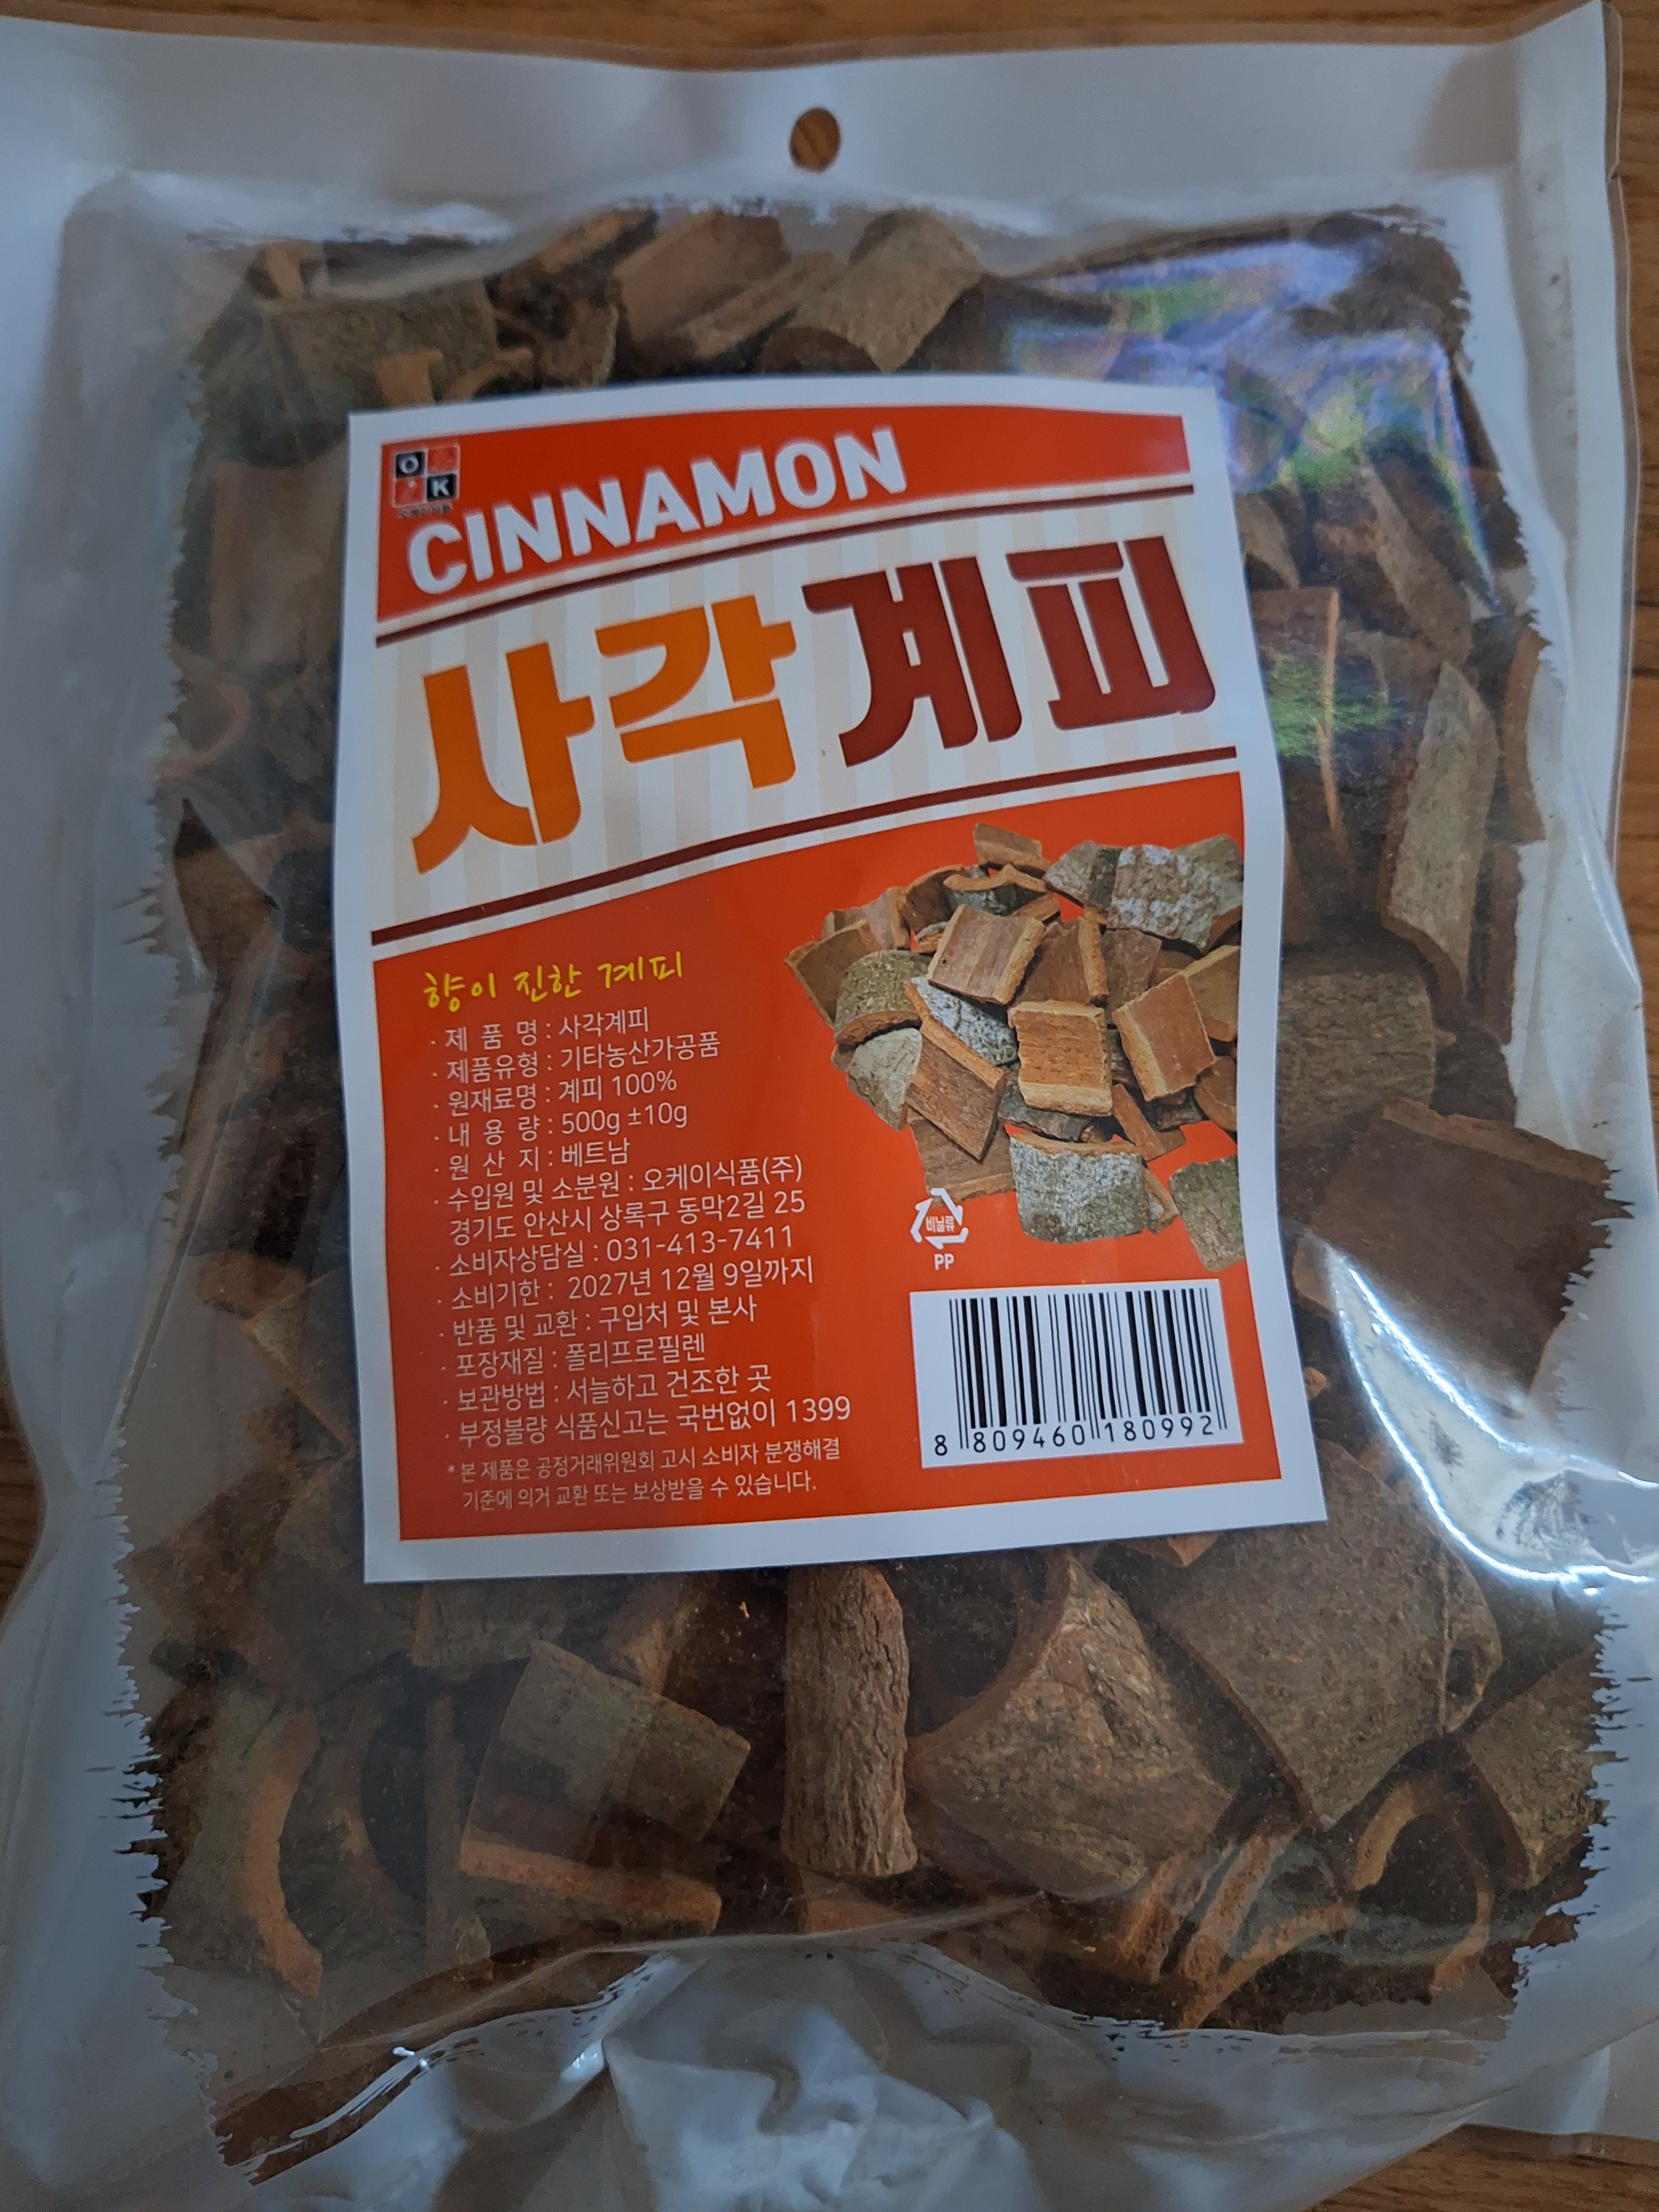 O
K
CINNAMON
사각계피
향이 진한 계피
· 제 품 명 : 사각계피
· 제품유형 : 기타농산가공품
· 원재료명 : 계피 100%
· 내 용 량 : 500g ±10g
· 원 산 지 : 베트남
· 수입원 및 소분원 : 오케이식품(주)
경기도 안산시 상록구 동막2길 25
· 소비자상담실 : 031-413-7411
· 소비기한 : 2027년 12월 9일까지
· 반품 및 교환 : 구입처 및 본사
· 포장재질 : 폴리프로필렌
· 보관방법 : 서늘하고 건조한 곳
· 부정불량 식품신고는 국번없이 1399
* 본 제품은 공정거래위원회 고시 소비자 분쟁해결
기준에 의거 교환 또는 보상받을 수 있습니다.
비닐류
PP
8 809460 180992